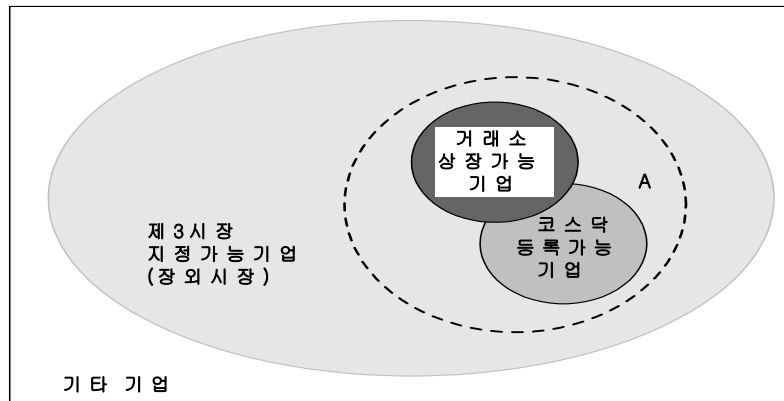 거래소
상장가능
기업
A
코스닥
등록가능
기업
제3시장
지정가능기업
(장외시장)
기타 기업